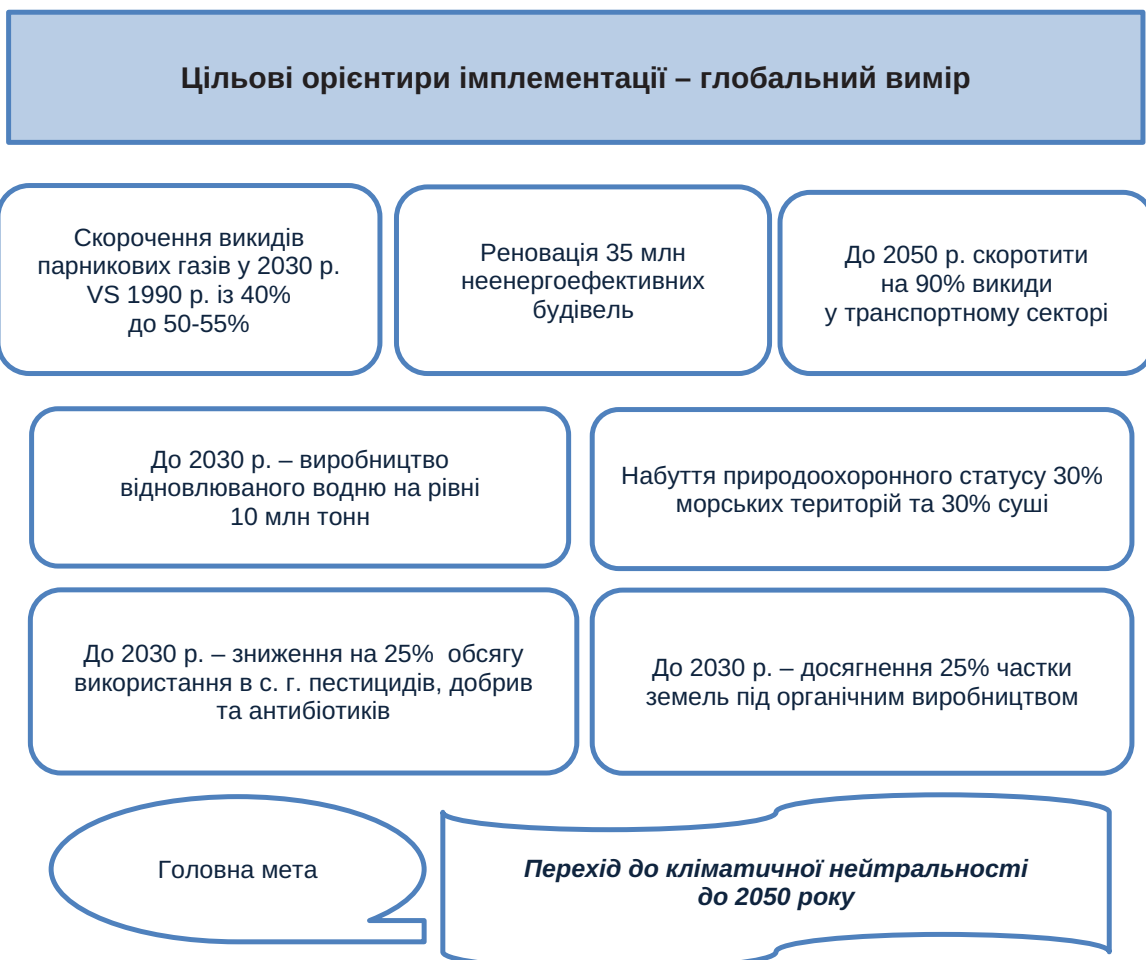 Цільові орієнтири імплементації – глобальний вимір
Скорочення викидів
парникових газів у 2030 р.
VS 1990 р. із 40%
до 50-55%
Реновація 35 млн
неенергоефективних
будівель
До 2050 р. скоротити
на 90% викиди
у транспортному секторі
До 2030 р. – виробництво
відновлюваного водню на рівні
10 млн тонн
Набуття природоохоронного статусу 30%
морських територій та 30% суші
До 2030 р. – зниження на 25% обсягу
використання в с. г. пестицидів, добрив
та антибіотиків
До 2030 р. – досягнення 25% частки
земель під органічним виробництвом
Головна мета
Перехід до кліматичної нейтральності
до 2050 року